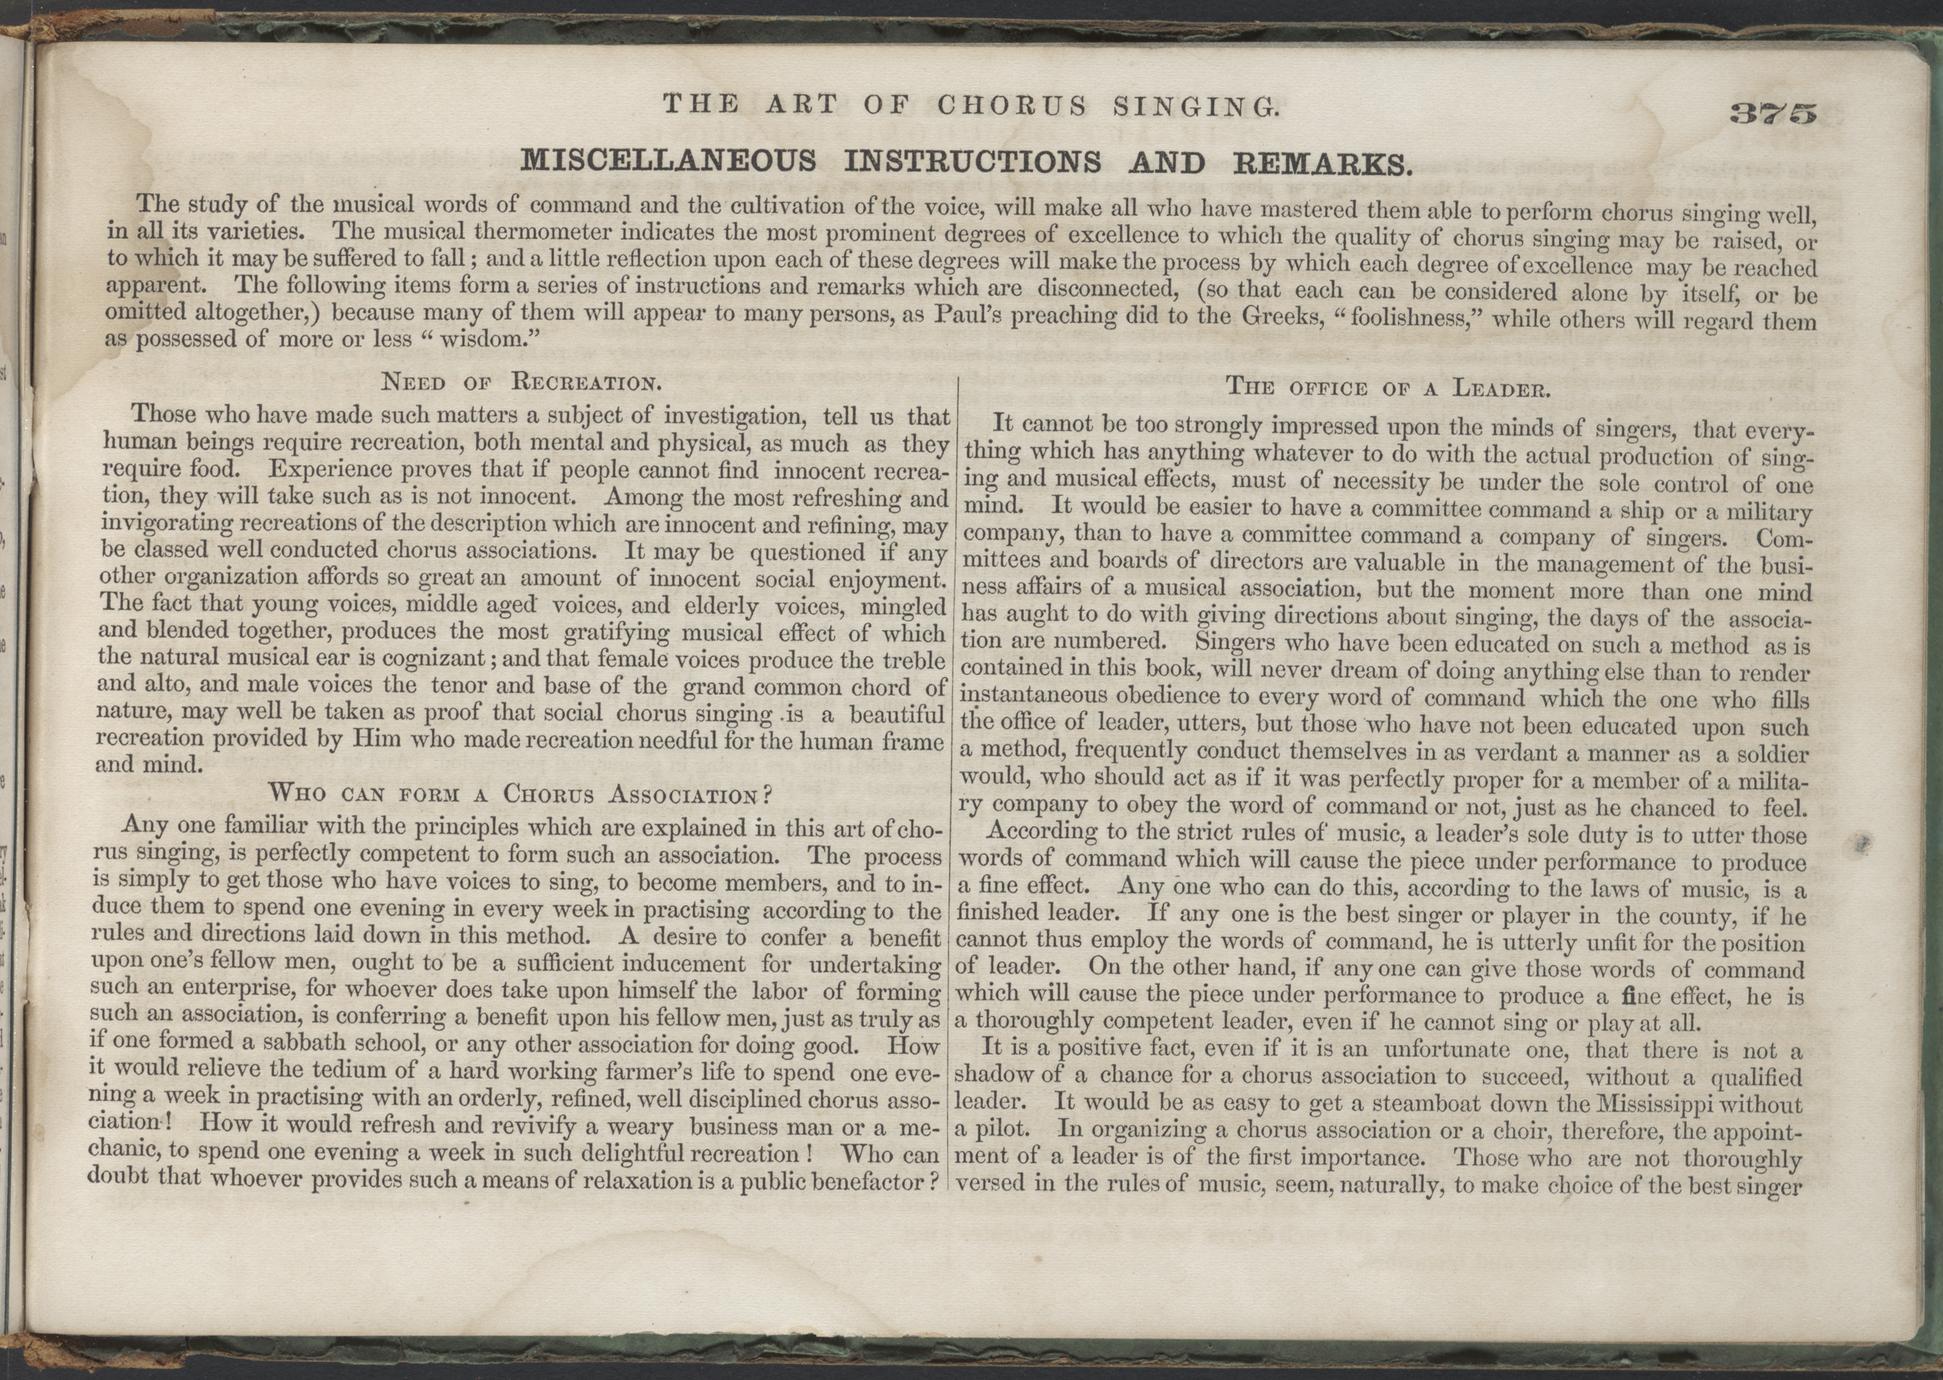 THE ART OF CHORUS SINGING.
375
MISCELLANEOUS INSTRUCTIONS AND REMARKS.
The study of the musical words of command and the cultivation of the voice, will make all who have mastered them able to perform chorus singing well,
in all its varieties. The musical thermometer indicates the most prominent degrees of excellence to which the quality of chorus singing may be raised, or
to which it may be suffered to fall; and a little reflection upon each of these degrees will make the process by which each degree of excellence may be reached
apparent. The following items form a series of instructions and remarks which are disconnected, (so that each can be considered alone by itself, or be
omitted altogether,) because many of them will appear to many persons, as Paul's preaching did to the Greeks, "foolishness," while others will regard them
as possessed of more or less "wisdom."
NEED OF RECREATION.
Those who have made such matters a subject of investigation, tell us that
human beings require recreation, both mental and physical, as much as they
require food. Experience proves that if people cannot find innocent recrea-
tion, they will take such as is not innocent. Among the most refreshing and
invigorating recreations of the description which are innocent and refining, may
be classed well conducted chorus associations. It may be questioned if any
other organization affords so great an amount of innocent social enjoyment.
The fact that young voices, middle aged voices, and elderly voices, mingled
and blended together, produces the most gratifying musical effect of which
the natural musical ear is cognizant; and that female voices produce the treble
and alto, and male voices the tenor and base of the grand common chord of
nature, may well be taken as proof that social chorus singing is a beautiful
recreation provided by Him who made recreation needful for the human frame
and mind.
WHO CAN FORM A CHORUS ASSOCIATION?
Any one familiar with the principles which are explained in this art of cho-
rus singing, is perfectly competent to form such an association. The process
is simply to get those who have voices to sing, to become members, and to in-
duce them to spend one evening in every week in practising according to the
rules and directions laid down in this method. A desire to confer a benefit
upon one's fellow men, ought to be a sufficient inducement for undertaking
such an enterprise, for whoever does take upon himself the labor of forming
such an association, is conferring a benefit upon his fellow men, just as truly as
if one formed a sabbath school, or any other association for doing good. How
it would relieve the tedium of a hard working farmer's life to spend one eve-
ning a week in practising with an orderly, refined, well disciplined chorus asso-
ciation! How it would refresh and revivify a weary business man or a me-
chanic, to spend one evening a week in such delightful recreation! Who can
doubt that whoever provides such a means of relaxation is a public benefactor?
THE OFFICE OF A LEADER.
It cannot be too strongly impressed upon the minds of singers, that every-
thing which has anything whatever to do with the actual production of sing-
ing and musical effects, must of necessity be under the sole control of one
mind. It would be easier to have a committee command a ship or a military
company, than to have a committee command a company of singers. Com-
mittees and boards of directors are valuable in the management of the busi-
ness affairs of a musical association, but the moment more than one mind
has aught to do with giving directions about singing, the days of the associa-
tion are numbered. Singers who have been educated on such a method as is
contained in this book, will never dream of doing anything else than to render
instantaneous obedience to every word of command which the one who fills
the office of leader, utters, but those who have not been educated upon such
a method, frequently conduct themselves in as verdant a manner as a soldier
would, who should act as if it was perfectly proper for a member of a milita-
ry company to obey the word of command or not, just as he chanced to feel.
According to the strict rules of music, a leader's sole duty is to utter those
words of command which will cause the piece under performance to produce
a fine effect. Any one who can do this, according to the laws of music, is a
finished leader. If any one is the best singer or player in the county, if he
cannot thus employ the words of command, he is utterly unfit for the position
of leader. On the other hand, if any one can give those words of command
which will cause the piece under performance to produce a fine effect, he is
a thoroughly competent leader, even if he cannot sing or play at all.
It is a positive fact, even if it is an unfortunate one, that there is not a
shadow of a chance for a chorus association to succeed, without a qualified
leader. It would be as easy to get a steamboat down the Mississippi without
a pilot. In organizing a chorus association or a choir, therefore, the appoint-
ment of a leader is of the first importance. Those who are not thoroughly
versed in the rules of music, seem, naturally, to make choice of the best singer